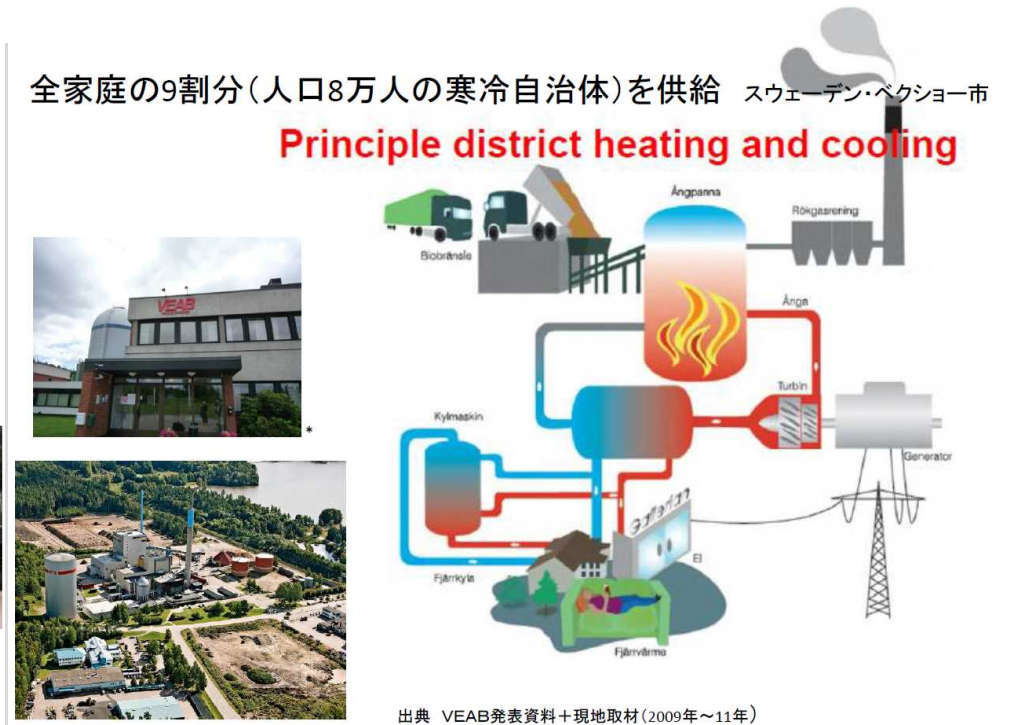 全家庭の9割分（人口8万人の寒冷自治体）を供給　スウェーデン・ベクショー市
Principle district heating and cooling
Ångpanna
Rökgasrening
Biobränsle
VEAB
Ånga
Turbin
Kylmaskin
*
Generator
Gallerian
El
Fjärrkyla
Fjärrvärme
出典　VEAB発表資料＋現地取材（2009年～11年）